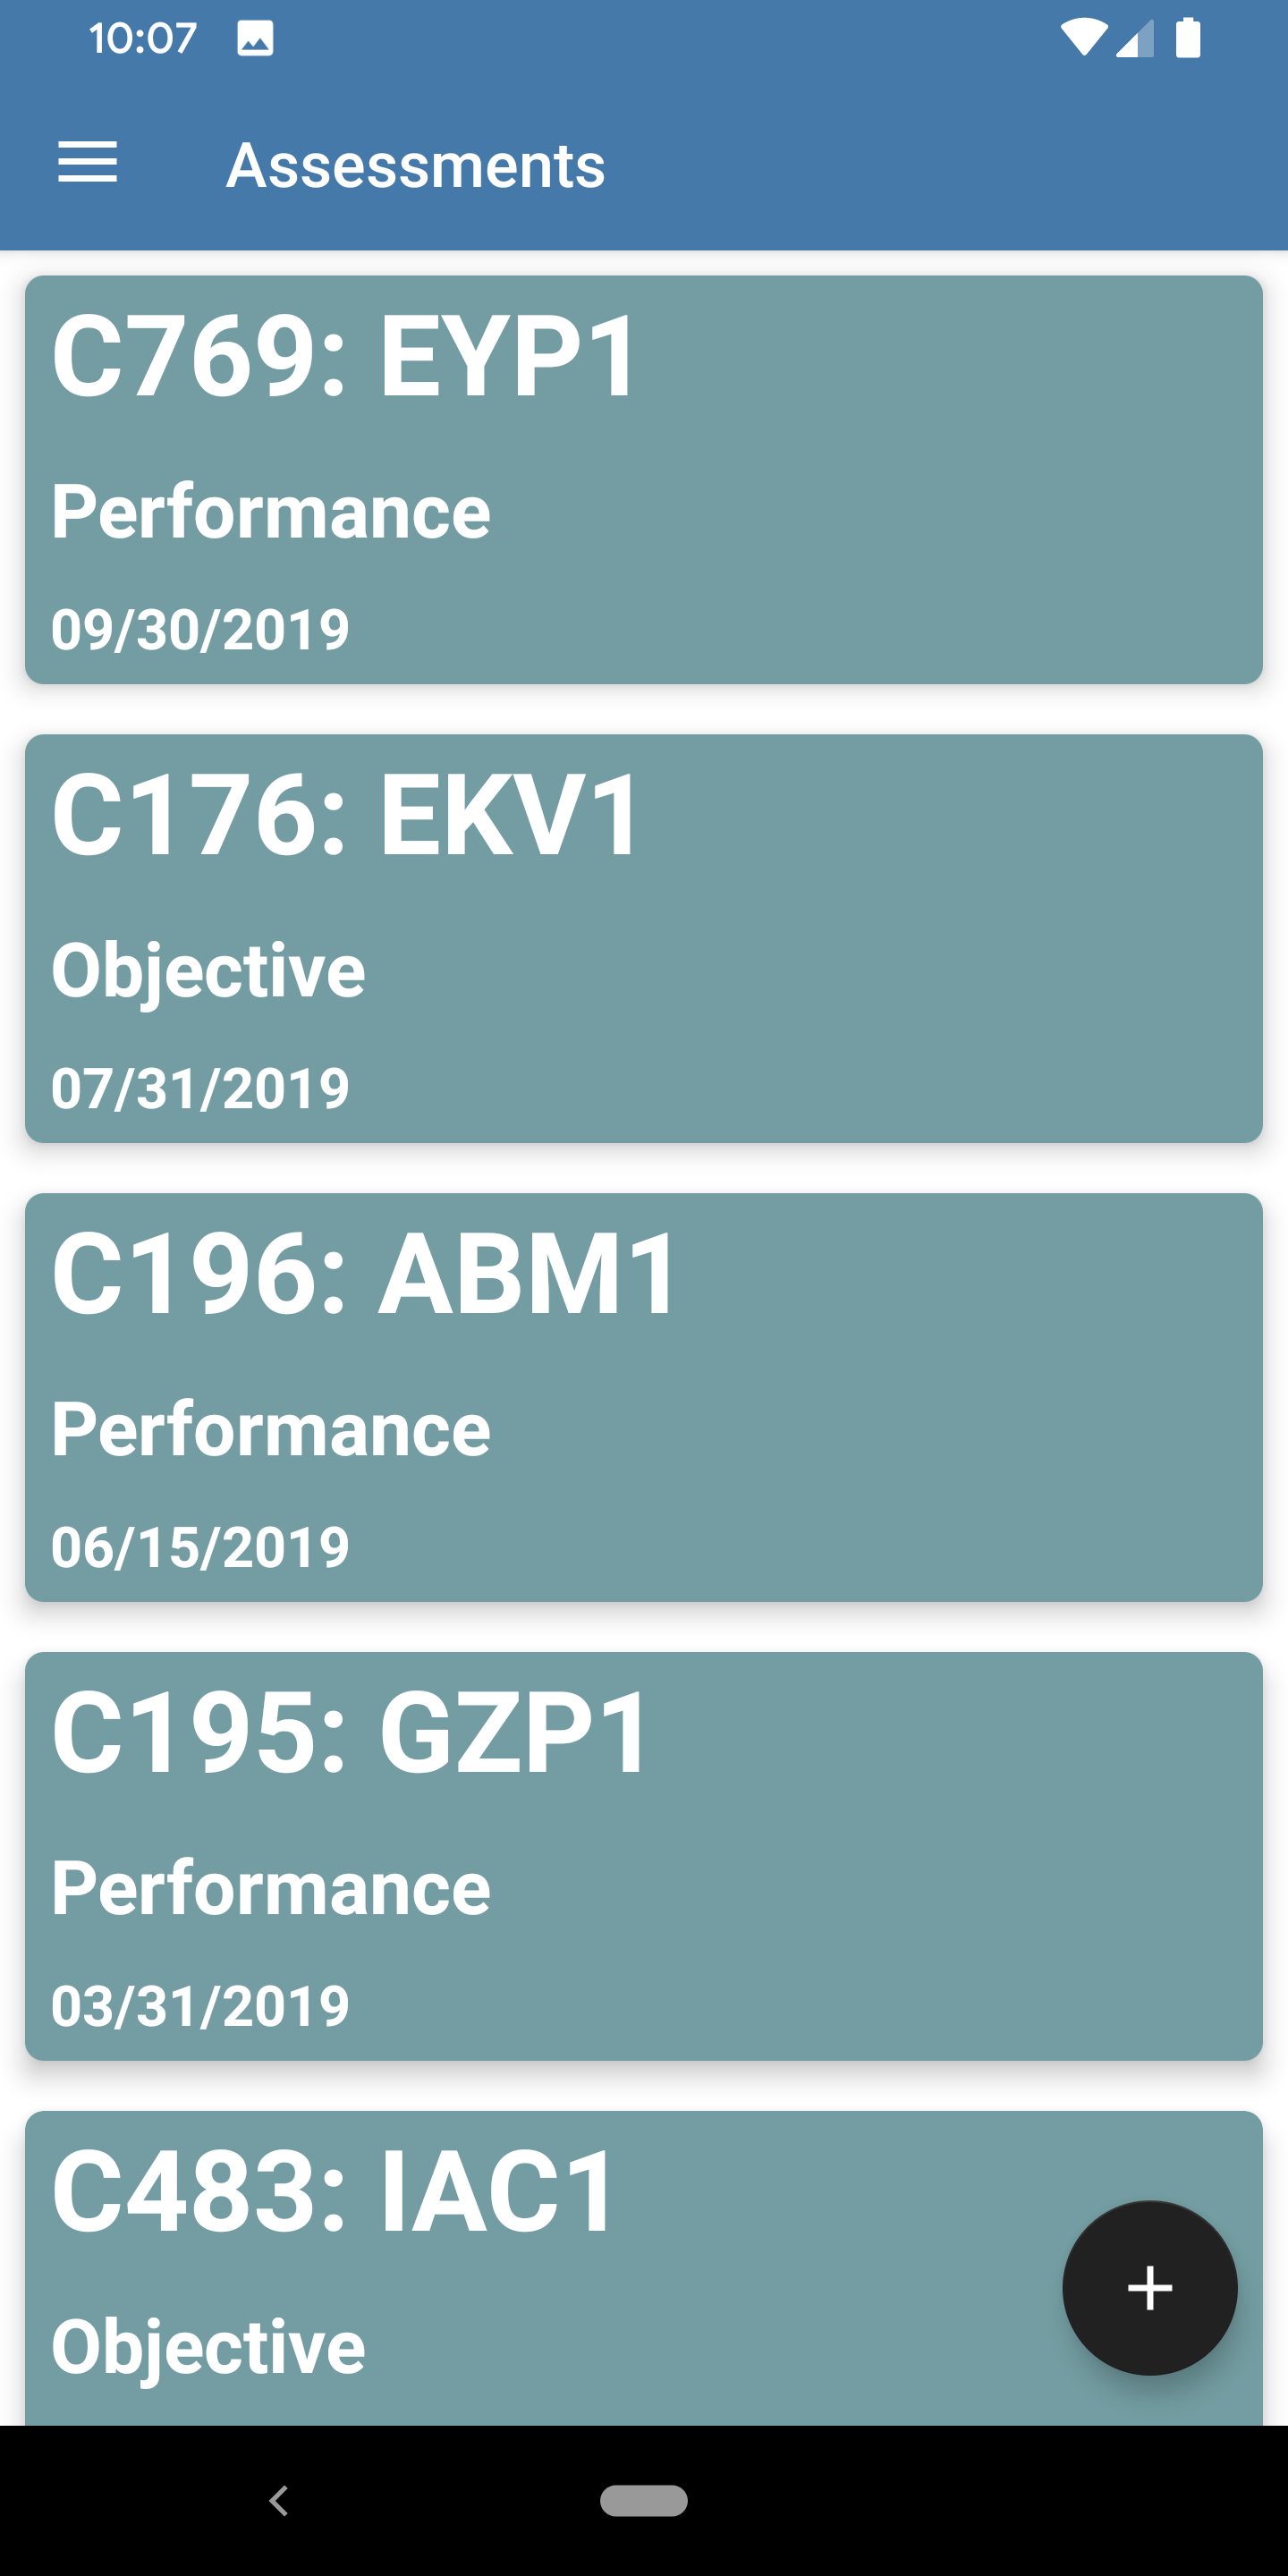 10:07
Assessments
C769: EYP1
Performance
09/30/2019
C176: EKV1
Objective
07/31/2019
C196: ABM1
Performance
06/15/2019
C195: GZP1
Performance
03/31/2019
C483: IAC1
Objective